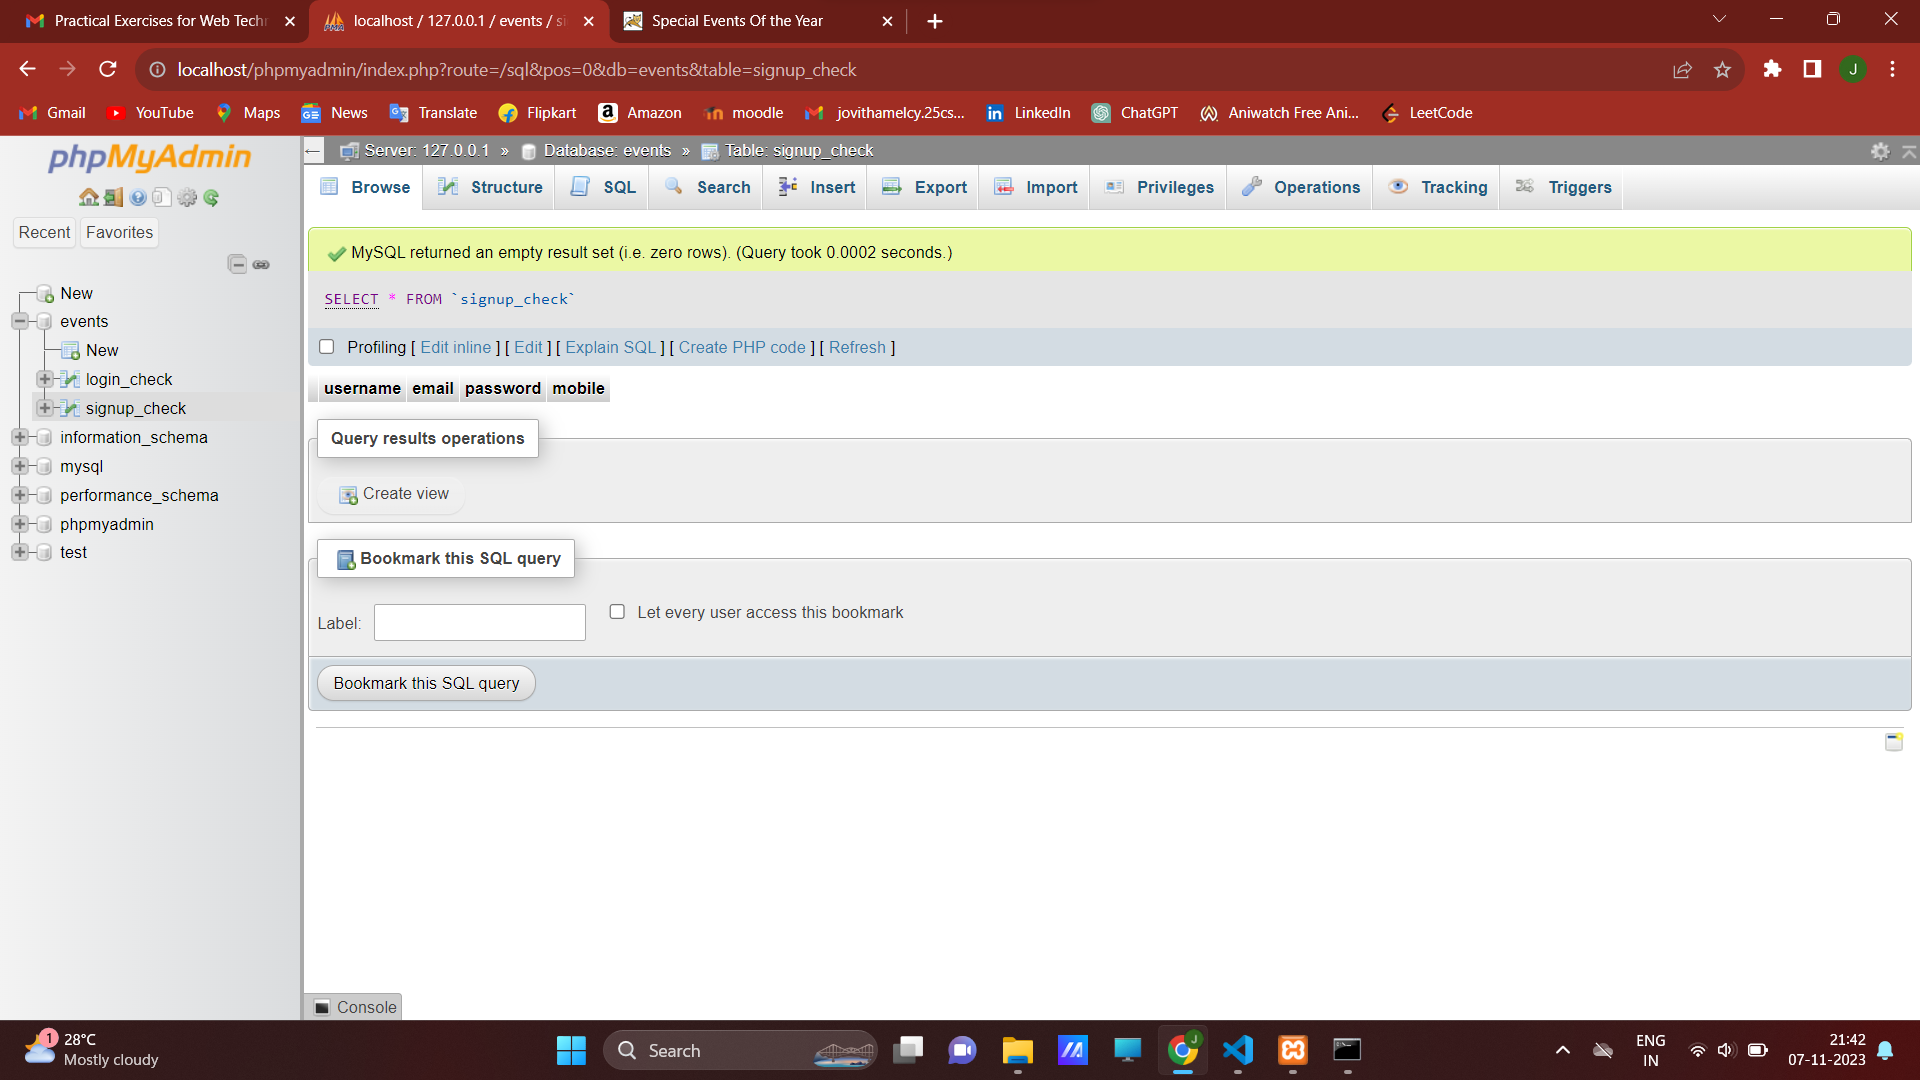 Practical Exercises for Web Techn
localhost / 127.0.0.1 / events / si
Special Events Of the Year
localhost/phpmyadmin/index.php?route=/sql&pos=0&db=events&table=signup_check
J
Gmail
YouTube
Maps
News
Translate
Flipkart
Amazon
moodle
jovithamelcy.25cs...
LinkedIn
ChatGPT
Aniwatch Free Ani...
LeetCode
phpMyAdmin
Recent
Favorites
New
events
New
login_check
signup_check
information_schema
mysql
performance_schema
phpmyadmin
test
Server: 127.0.0.1 » Database: events » Table: signup_check
Browse
Structure
SQL
Search
Insert
Export
Import
Privileges
Operations
Tracking
Triggers
MySQL returned an empty result set (i.e. zero rows). (Query took 0.0002 seconds.)
SELECT * FROM `signup_check`
Profiling [ Edit inline ] [ Edit ] [ Explain SQL ] [ Create PHP code ] [ Refresh ]
username email password mobile
Query results operations
Create view
Bookmark this SQL query
Label:
Let every user access this bookmark
Bookmark this SQL query
Console
1
28°C
Mostly cloudy
Search
J
ENG
IN
21:42
07-11-2023